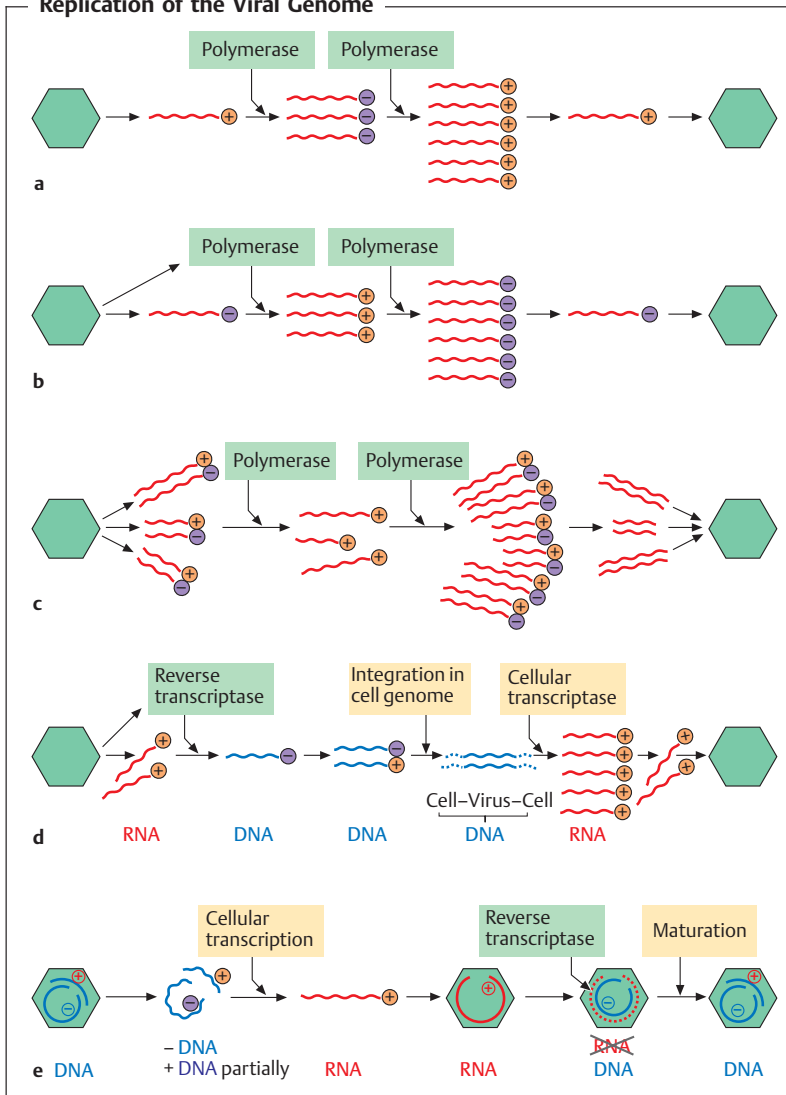 Replication of the Viral Genome
Polymerase Polymerase
+ − − − + + + + + + +
a
Polymerase Polymerase
− + + + − − − − − − −
b
Polymerase Polymerase
+ − + − + − + + + + − + − + − + − + − + −
c
Reverse transcriptase
Integration in cell genome
Cellular transcriptase
+ + − − + + + + + + + +
Cell–Virus–Cell
d RNA DNA DNA DNA RNA
Cellular transcription
Reverse transcriptase
Maturation
+ − + − + + − + −
– DNA
+ DNA partially
RNA
e DNA RNA RNA DNA DNA